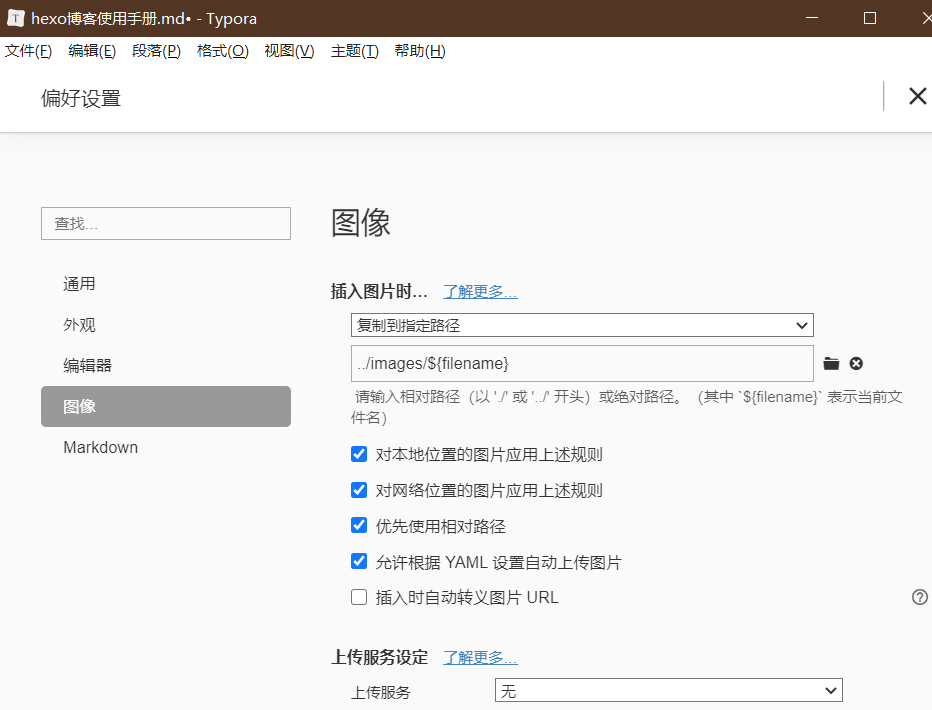 hexo博客使用手册.md• - Typora
文件(F) 编辑(E) 段落(P) 格式(O) 视图(V) 主题(T) 帮助(H)
偏好设置
查找...
通用
外观
编辑器
图像
Markdown
图像
插入图片时... 了解更多...
复制到指定路径
../images/${filename}
请输入相对路径（以 './' 或 '../' 开头）或绝对路径。（其中 `${filename}` 表示当前文
件名）
对本地位置的图片应用上述规则
对网络位置的图片应用上述规则
优先使用相对路径
允许根据 YAML 设置自动上传图片
插入时自动转义图片 URL
上传服务设定 了解更多...
上传服务 无